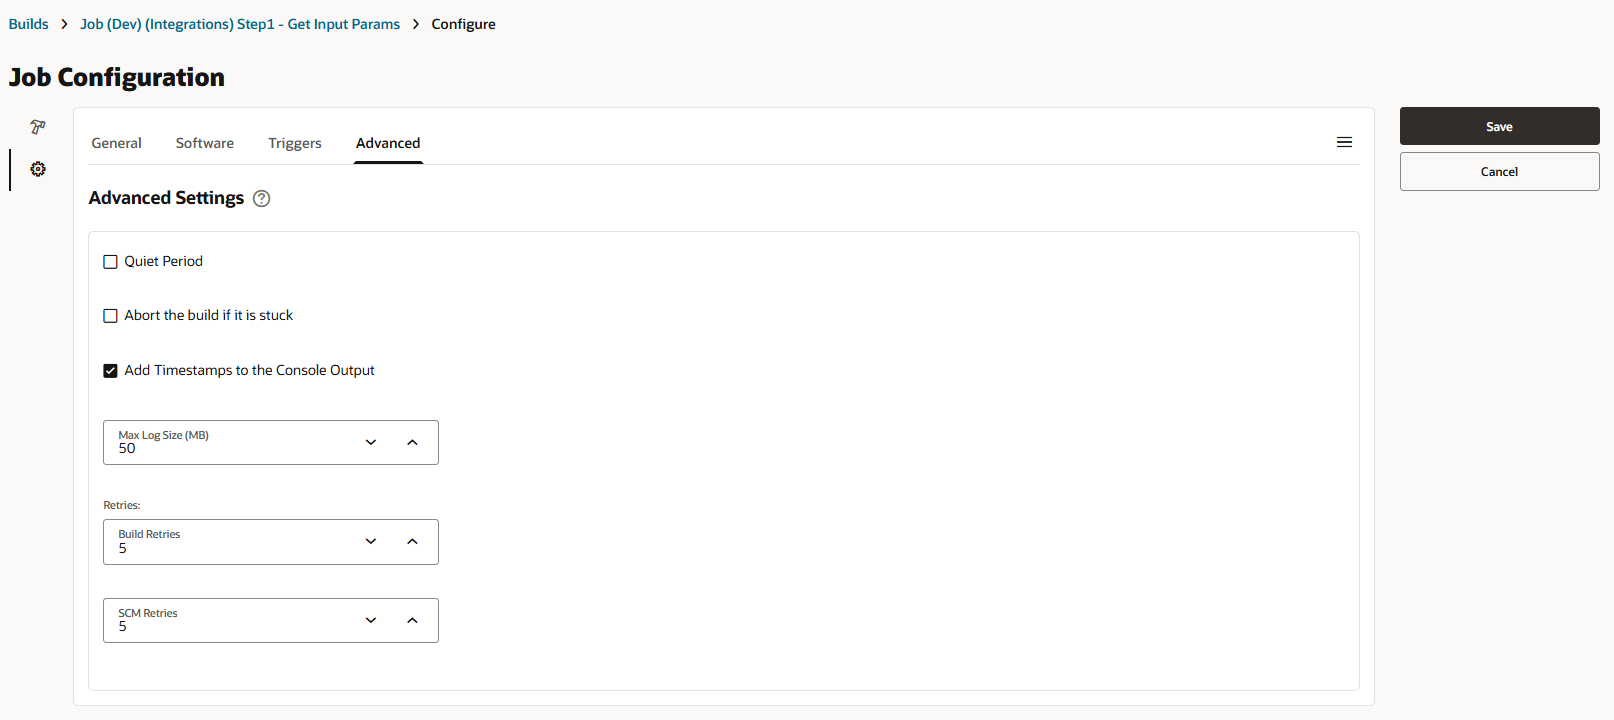 Builds > Job (Dev) (Integrations) Step1 - Get Input Params > Configure
Job Configuration
General Software Triggers Advanced
Save
Cancel
Advanced Settings ?
Quiet Period
Abort the build if it is stuck
Add Timestamps to the Console Output
Max Log Size (MB)
50
Retries:
Build Retries
5
SCM Retries
5